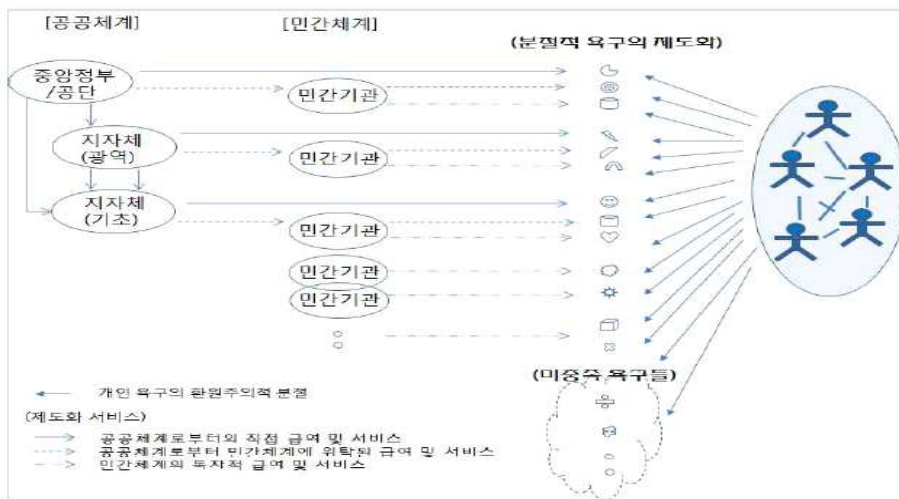 [공공체계] [민간체계]
(분절적 욕구의 제도화)
중앙정부
/공단
민간기관
지자체
(광역)
민간기관
지자체
(기초)
민간기관
민간기관
민간기관
(미충족 욕구들)
개인 욕구의 환원주의적 분절
(제도화 서비스)
공공체계로부터의 직접 급여 및 서비스
공공체계로부터 민간체계에 위탁된 급여 및 서비스
민간체계의 독자적 급여 및 서비스